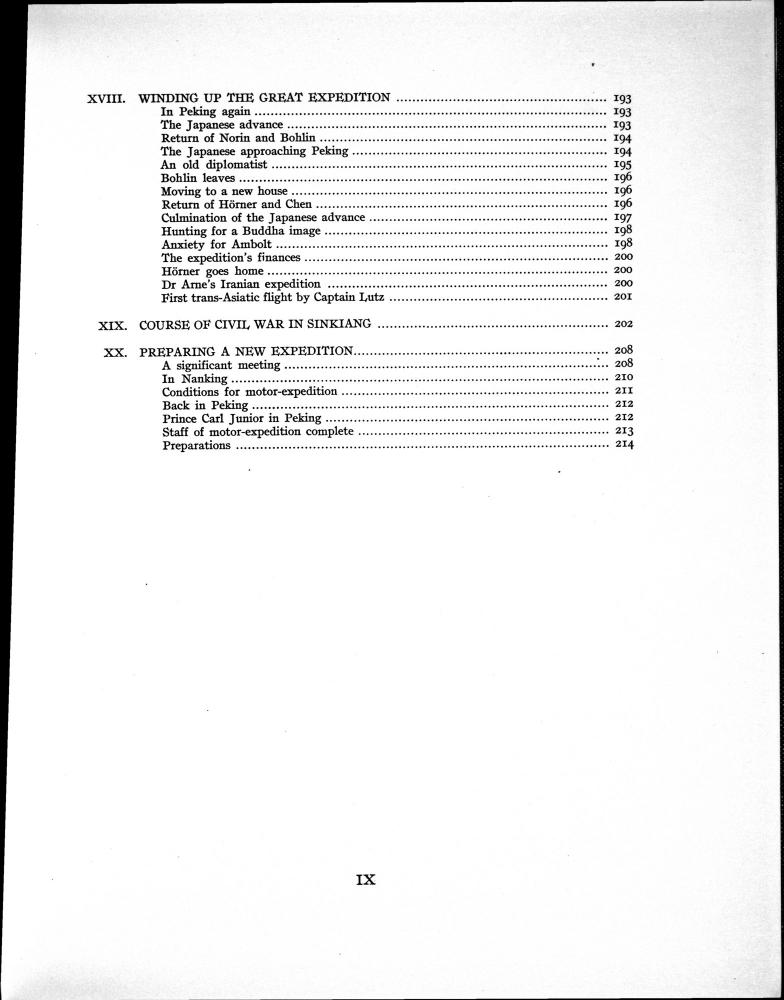 XVIII. WINDING UP THE GREAT EXPEDITION ................................................... 193
In Peking again ....................................................................................... 193
The Japanese advance .............................................................................. 193
Return of Norin and Bohlin ...................................................................... 194
The Japanese approaching Peking .............................................................. 194
An old diplomatist ................................................................................... 195
Bohlin leaves ........................................................................................... 196
Moving to a new house ............................................................................. 196
Return of Hörner and Chen ....................................................................... 196
Culmination of the Japanese advance .......................................................... 197
Hunting for a Buddha image ..................................................................... 198
Anxiety for Ambolt .................................................................................. 198
The expedition's finances .......................................................................... 200
Hörner goes home .................................................................................... 200
Dr Arne's Iranian expedition ..................................................................... 200
First trans-Asiatic flight by Captain Lutz ..................................................... 201
XIX. COURSE OF CIVIL WAR IN SINKIANG ........................................................ 202
XX. PREPARING A NEW EXPEDITION.............................................................. 208
A significant meeting ................................................................................ 208
In Nanking ............................................................................................. 210
Conditions for motor-expedition ................................................................. 211
Back in Peking ........................................................................................ 212
Prince Carl Junior in Peking ..................................................................... 212
Staff of motor-expedition complete ............................................................. 213
Preparations ........................................................................................... 214
IX